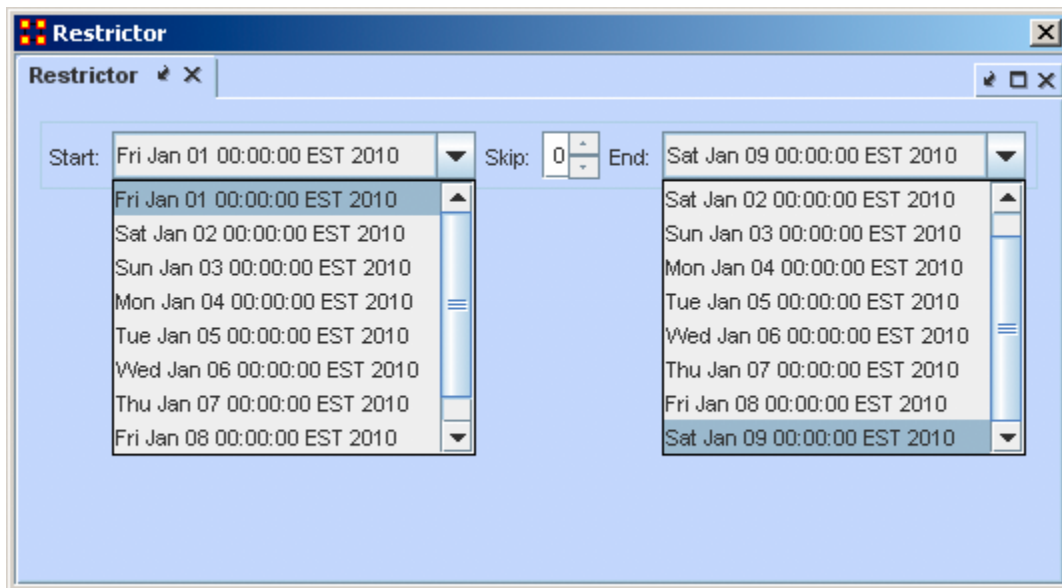 Restrictor
Restrictor
Start: Fri Jan 01 00:00:00 EST 2010 Skip: 0 End: Sat Jan 09 00:00:00 EST 2010
Fri Jan 01 00:00:00 EST 2010
Sat Jan 02 00:00:00 EST 2010
Sun Jan 03 00:00:00 EST 2010
Mon Jan 04 00:00:00 EST 2010
Tue Jan 05 00:00:00 EST 2010
Wed Jan 06 00:00:00 EST 2010
Thu Jan 07 00:00:00 EST 2010
Fri Jan 08 00:00:00 EST 2010
Sat Jan 02 00:00:00 EST 2010
Sun Jan 03 00:00:00 EST 2010
Mon Jan 04 00:00:00 EST 2010
Tue Jan 05 00:00:00 EST 2010
Wed Jan 06 00:00:00 EST 2010
Thu Jan 07 00:00:00 EST 2010
Fri Jan 08 00:00:00 EST 2010
Sat Jan 09 00:00:00 EST 2010